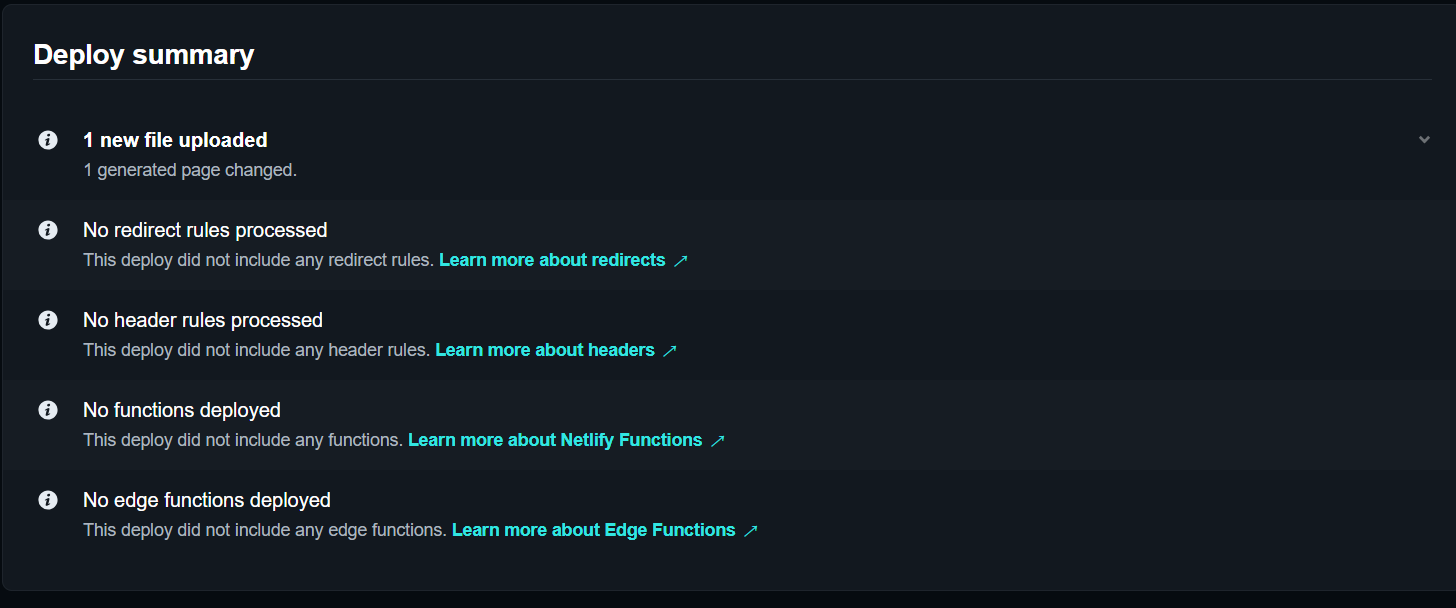 Deploy summary
1 new file uploaded
1 generated page changed.
No redirect rules processed
This deploy did not include any redirect rules. Learn more about redirects ↗
No header rules processed
This deploy did not include any header rules. Learn more about headers ↗
No functions deployed
This deploy did not include any functions. Learn more about Netlify Functions ↗
No edge functions deployed
This deploy did not include any edge functions. Learn more about Edge Functions ↗